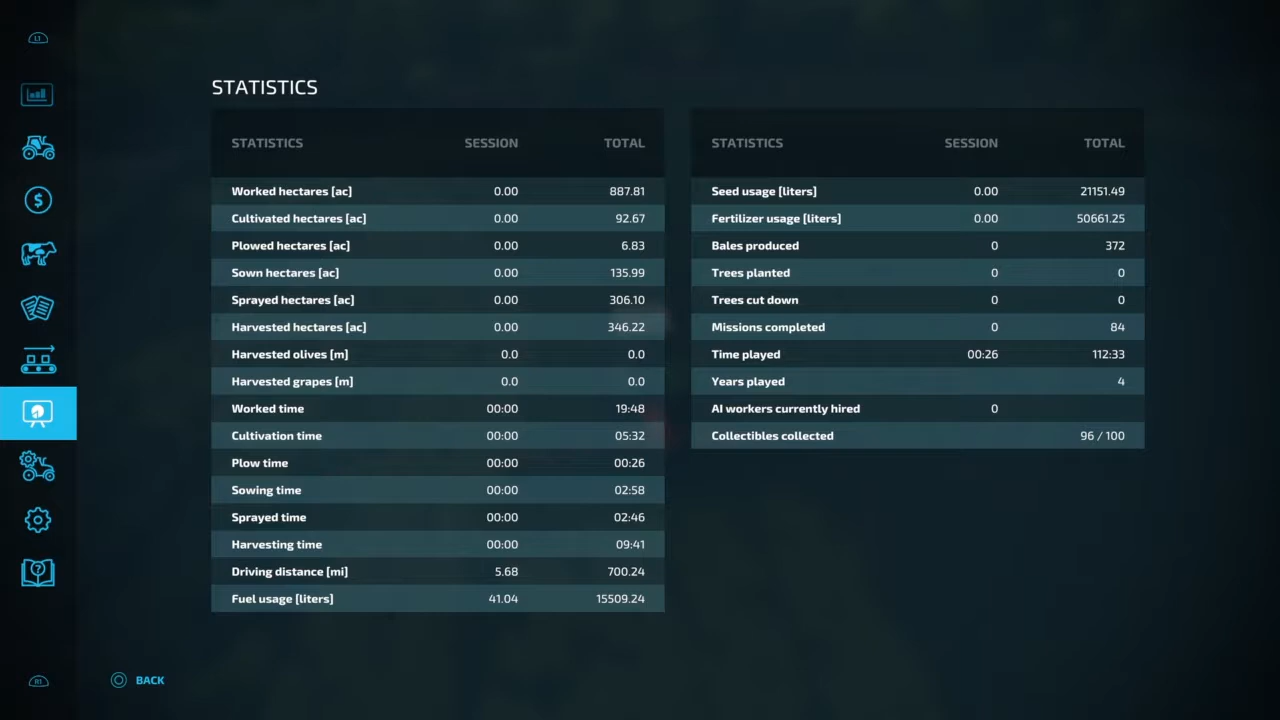 L1
STATISTICS
STATISTICS SESSION TOTAL
Worked hectares [ac] 0.00 887.81
Cultivated hectares [ac] 0.00 92.67
Plowed hectares [ac] 0.00 6.83
Sown hectares [ac] 0.00 135.99
Sprayed hectares [ac] 0.00 306.10
Harvested hectares [ac] 0.00 346.22
Harvested olives [m] 0.0 0.0
Harvested grapes [m] 0.0 0.0
Worked time 00:00 19:48
Cultivation time 00:00 05:32
Plow time 00:00 00:26
Sowing time 00:00 02:58
Sprayed time 00:00 02:46
Harvesting time 00:00 09:41
Driving distance [mi] 5.68 700.24
Fuel usage [liters] 41.04 15509.24
STATISTICS SESSION TOTAL
Seed usage [liters] 0.00 21151.49
Fertilizer usage [liters] 0.00 50661.25
Bales produced 0 372
Trees planted 0 0
Trees cut down 0 0
Missions completed 0 84
Time played 00:26 112:33
Years played 4
AI workers currently hired 0
Collectibles collected 96 / 100
R1
BACK